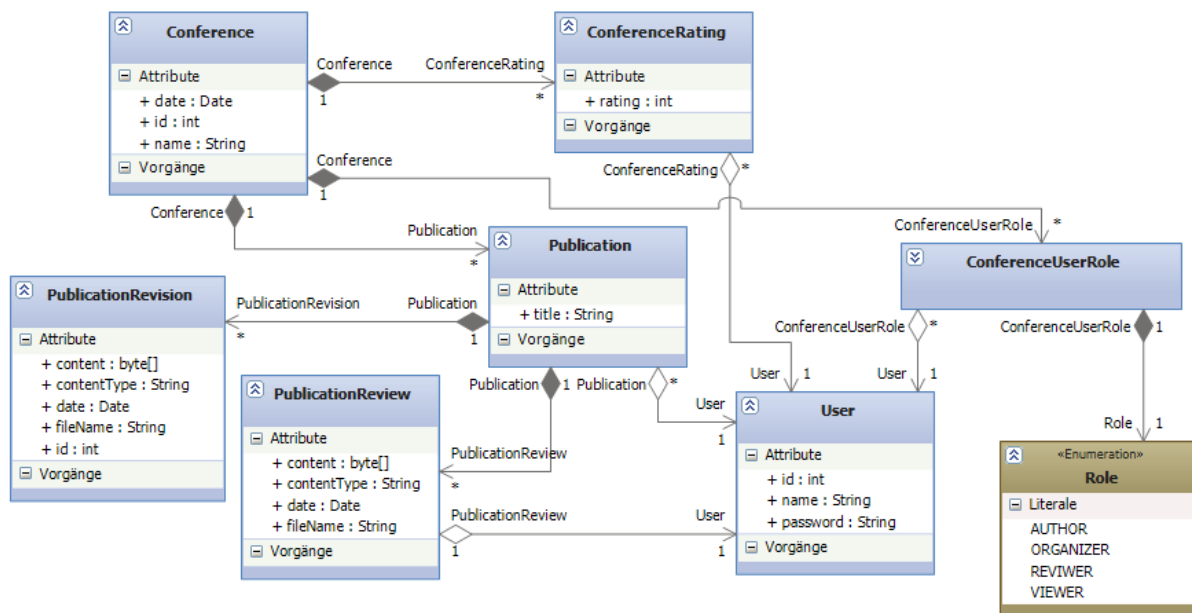 Conference
Attribute
+ date : Date
+ id : int
+ name : String
Vorgänge
Conference
ConferenceRating
1
*
ConferenceRating
Attribute
+ rating : int
Vorgänge
Conference
1
ConferenceRating
*
Conference
1
ConferenceUserRole
*
Publication
*
Publication
Attribute
+ title : String
Vorgänge
ConferenceUserRole
PublicationRevision
Attribute
+ content : byte[]
+ contentType : String
+ date : Date
+ fileName : String
+ id : int
Vorgänge
PublicationRevision
*
Publication
1
ConferenceUserRole
*
ConferenceUserRole
1
Publication
1
Publication
*
User
1
User
1
PublicationReview
Attribute
+ content : byte[]
+ contentType : String
+ date : Date
+ fileName : String
Vorgänge
User
1
User
Attribute
+ id : int
+ name : String
+ password : String
Vorgänge
Role
1
PublicationReview
*
PublicationReview
1
User
1
«Enumeration»
Role
Literale
AUTHOR
ORGANIZER
REVIWER
VIEWER